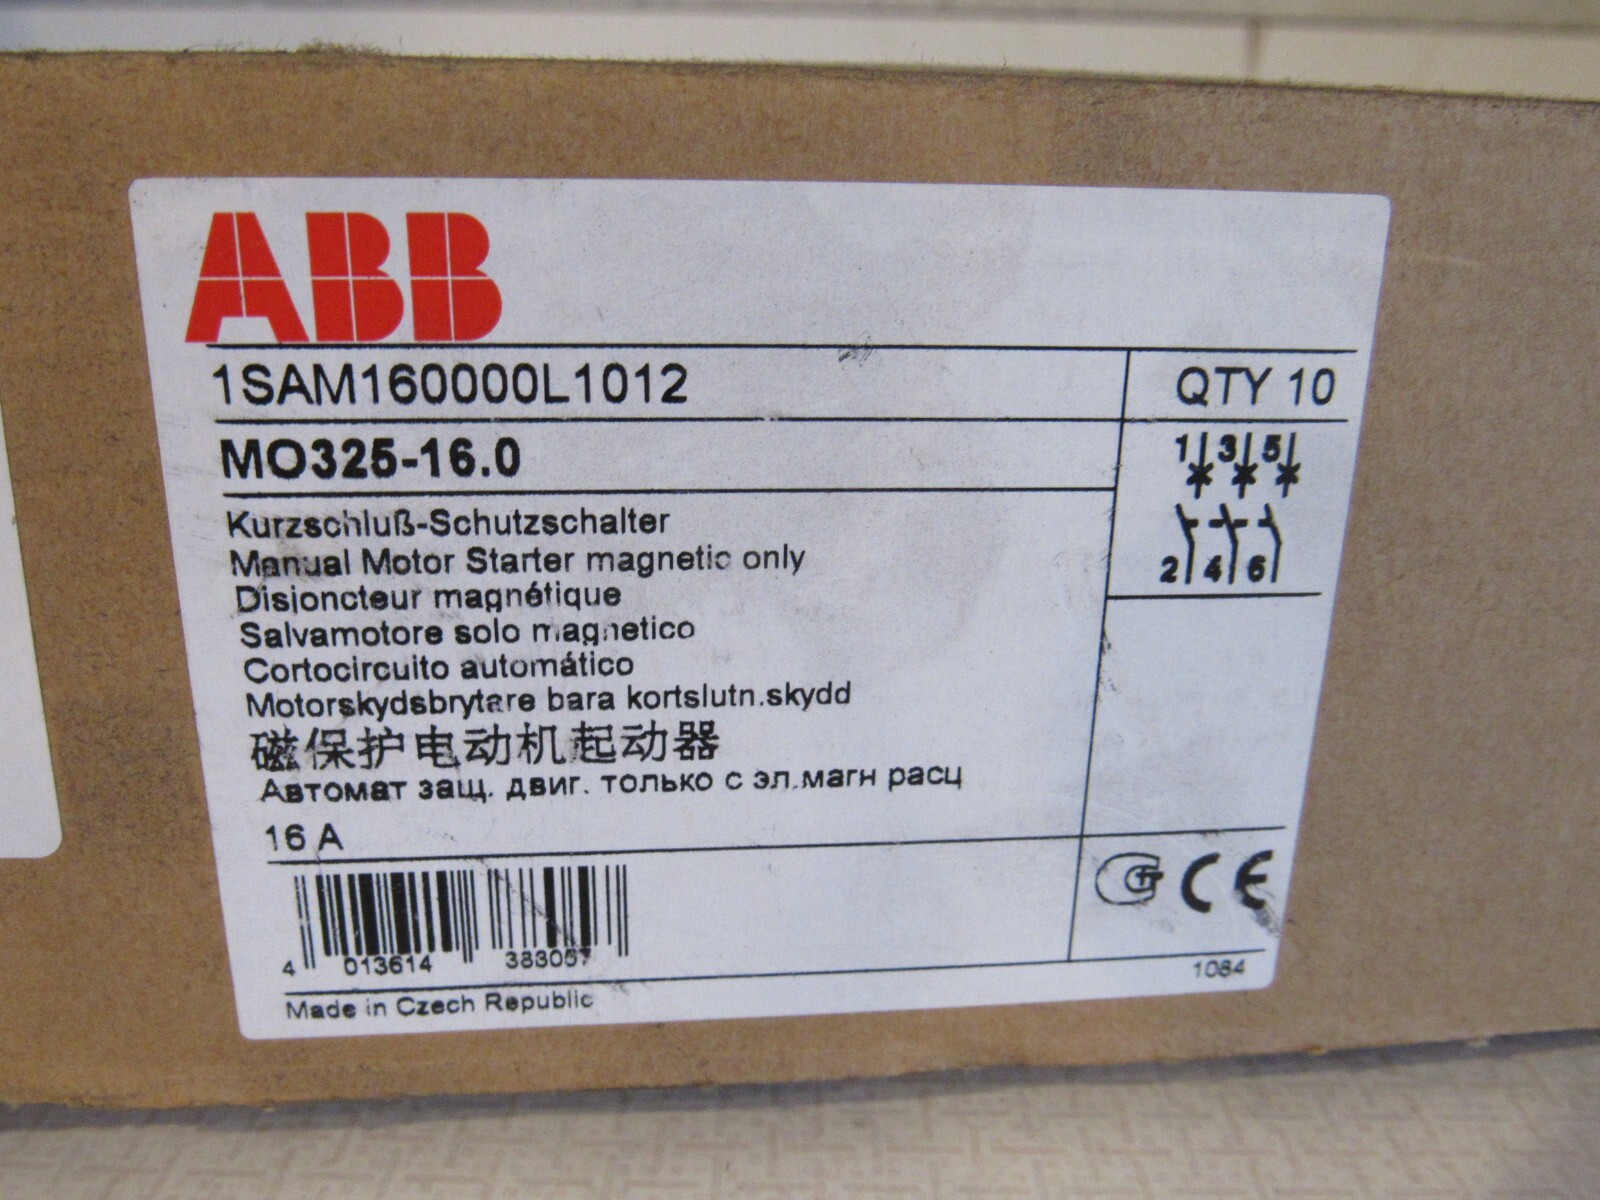 ABB
1SAM160000L1012
QTY 10
MO325-16.0
1 3 5
2 4 6
Kurzschluß-Schutzschalter
Manual Motor Starter magnetic only
Disjoncteur magnétique
Salvamotore solo magnetico
Cortocircuito automático
Motorskydsbrytare bara kortslutn.skydd
磁保护电动机起动器
Автомат защ. двиг. только с эл.магн расц
16 A
CE
4 013614 383057
1084
Made in Czech Republic